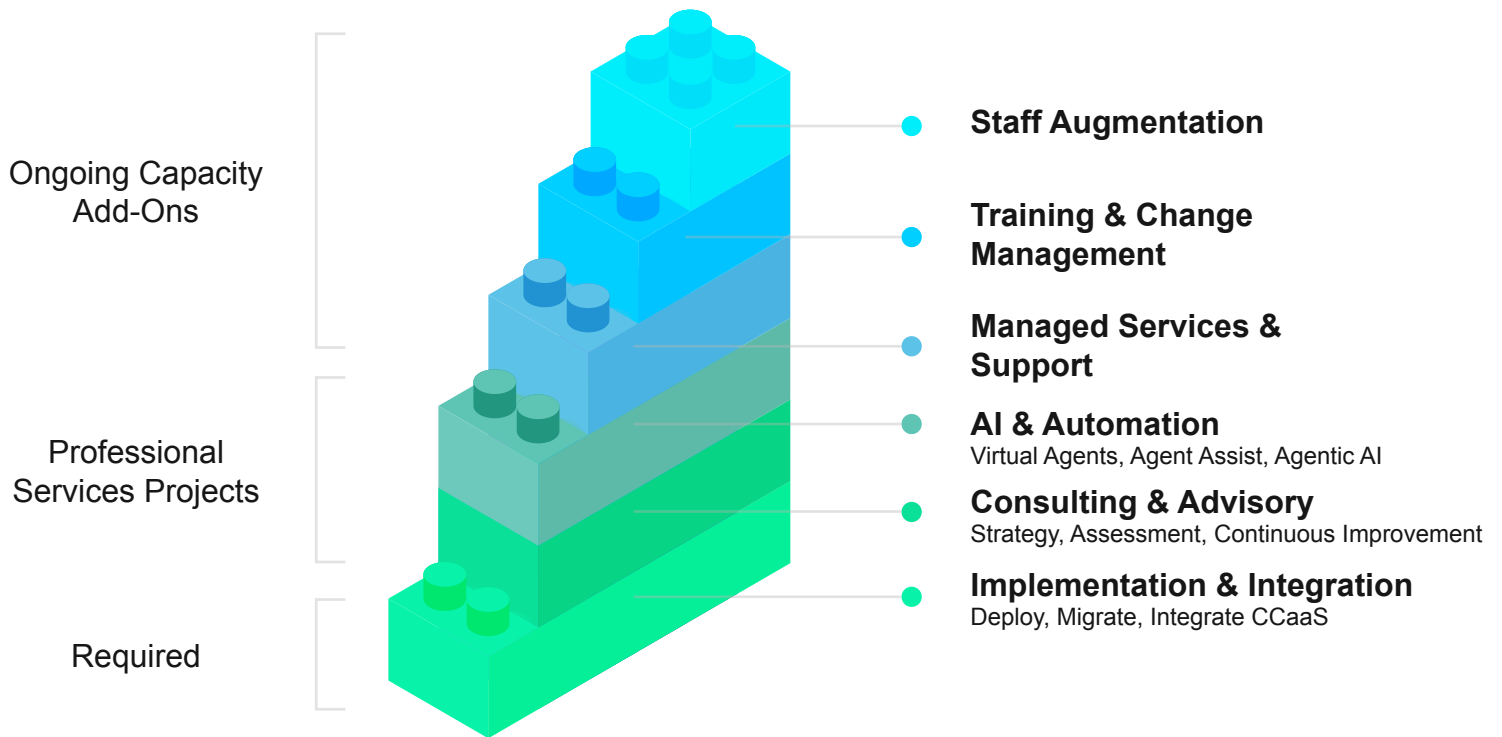 Ongoing Capacity
Add-Ons
Professional
Services Projects
Required
Staff Augmentation
Training & Change
Management
Managed Services &
Support
AI & Automation
Virtual Agents, Agent Assist, Agentic AI
Consulting & Advisory
Strategy, Assessment, Continuous Improvement
Implementation & Integration
Deploy, Migrate, Integrate CCaaS